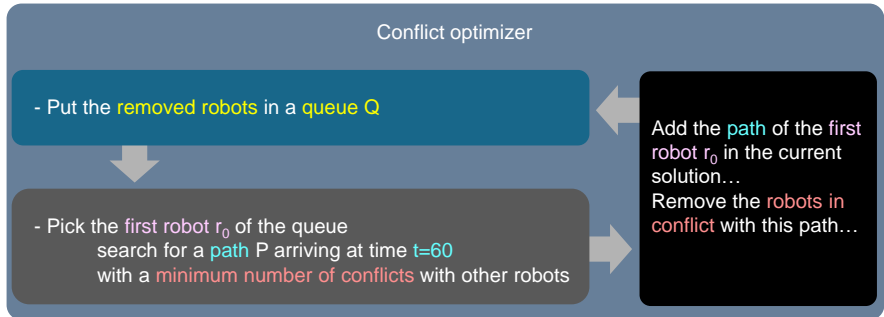 Conflict optimizer
- Put the removed robots in a queue Q
- Pick the first robot r₀ of the queue
search for a path P arriving at time t=60
with a minimum number of conflicts with other robots
Add the path of the first
robot r₀ in the current
solution…
Remove the robots in
conflict with this path…